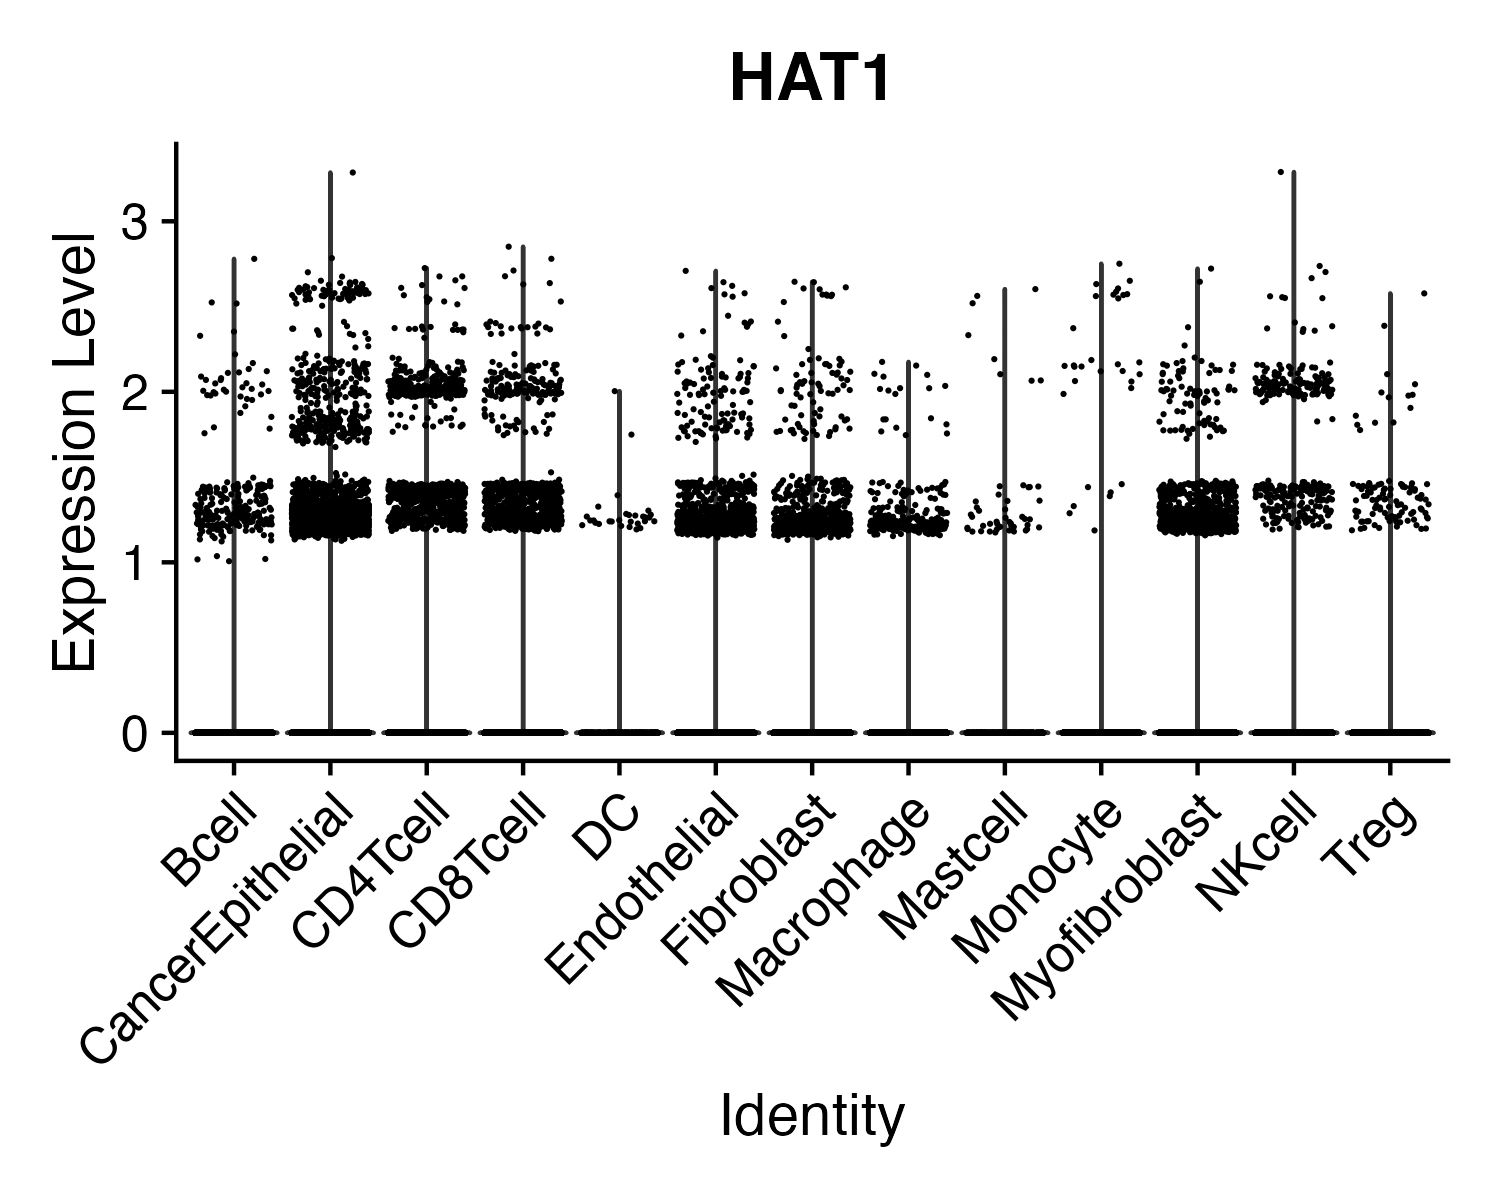 HAT1
Expression Level
3
2
1
0
Bcell
CancerEpithelial
CD4Tcell
CD8Tcell
DC
Endothelial
Fibroblast
Macrophage
Mastcell
Monocyte
Myofibroblast
NKcell
Treg
Identity